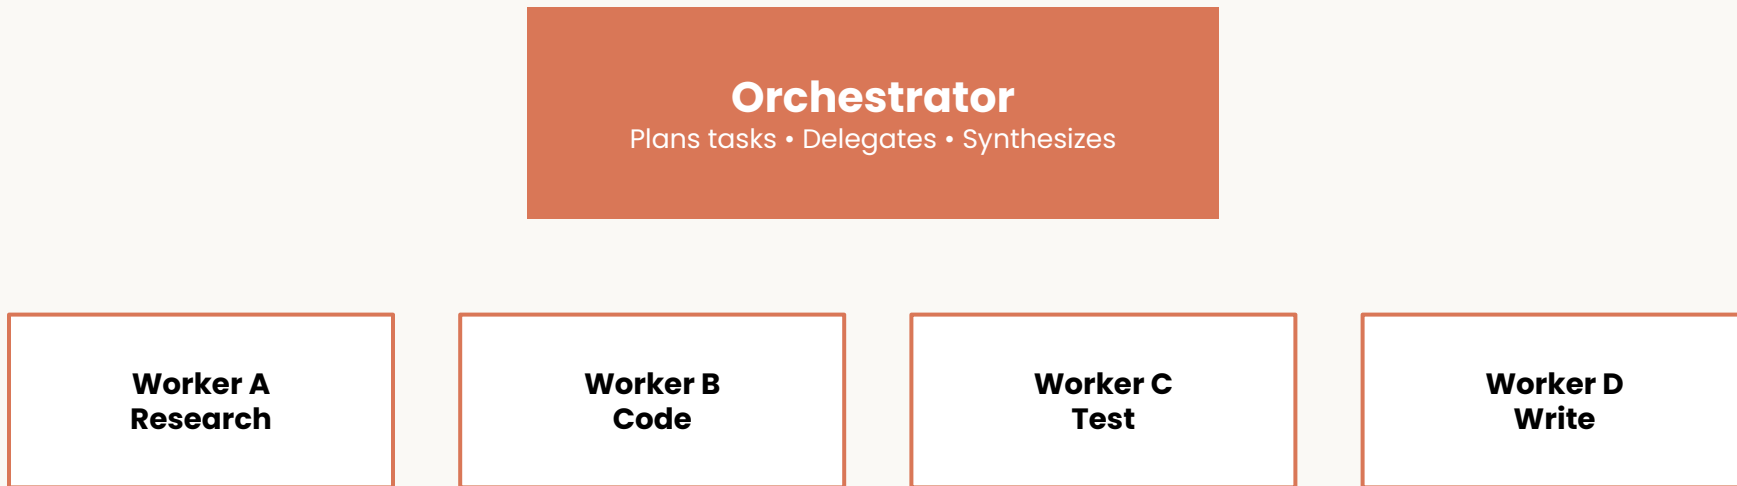 Orchestrator
Plans tasks • Delegates • Synthesizes
Worker A
Research
Worker B
Code
Worker C
Test
Worker D
Write